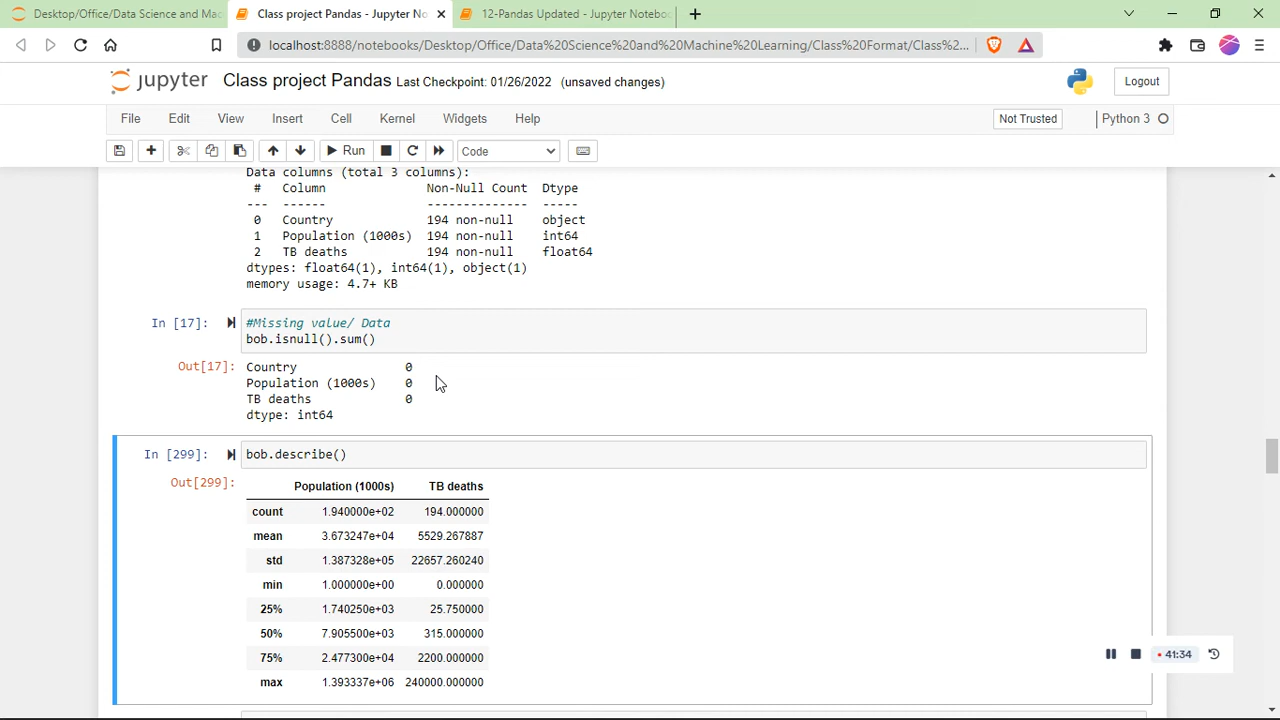 Desktop/Office/Data Science and Mac
Class project Pandas - Jupyter No
12-Pandas Updated - Jupyter Notebo
localhost:8888/notebooks/Desktop/Office/Data%20Science%20and%20Machine%20Learning/Class%20Format/Class%2...
jupyter Class project Pandas Last Checkpoint: 01/26/2022 (unsaved changes)
Logout
File Edit View Insert Cell Kernel Widgets Help
Not Trusted
Python 3
Run
Code
Data columns (total 3 columns):
# Column Non-Null Count Dtype
--- ------ -------------- -----
0 Country 194 non-null object
1 Population (1000s) 194 non-null int64
2 TB deaths 194 non-null float64
dtypes: float64(1), int64(1), object(1)
memory usage: 4.7+ KB
In [17]: #Missing value/ Data
bob.isnull().sum()
Out[17]: Country 0
Population (1000s) 0
TB deaths 0
dtype: int64
In [299]: bob.describe()
Out[299]:
Population (1000s) TB deaths
count 1.940000e+02 194.000000
mean 3.673247e+04 5529.267887
std 1.387328e+05 22657.260240
min 1.000000e+00 0.000000
25% 1.740250e+03 25.750000
50% 7.905500e+03 315.000000
75% 2.477300e+04 2200.000000
max 1.393337e+06 240000.000000
41:34